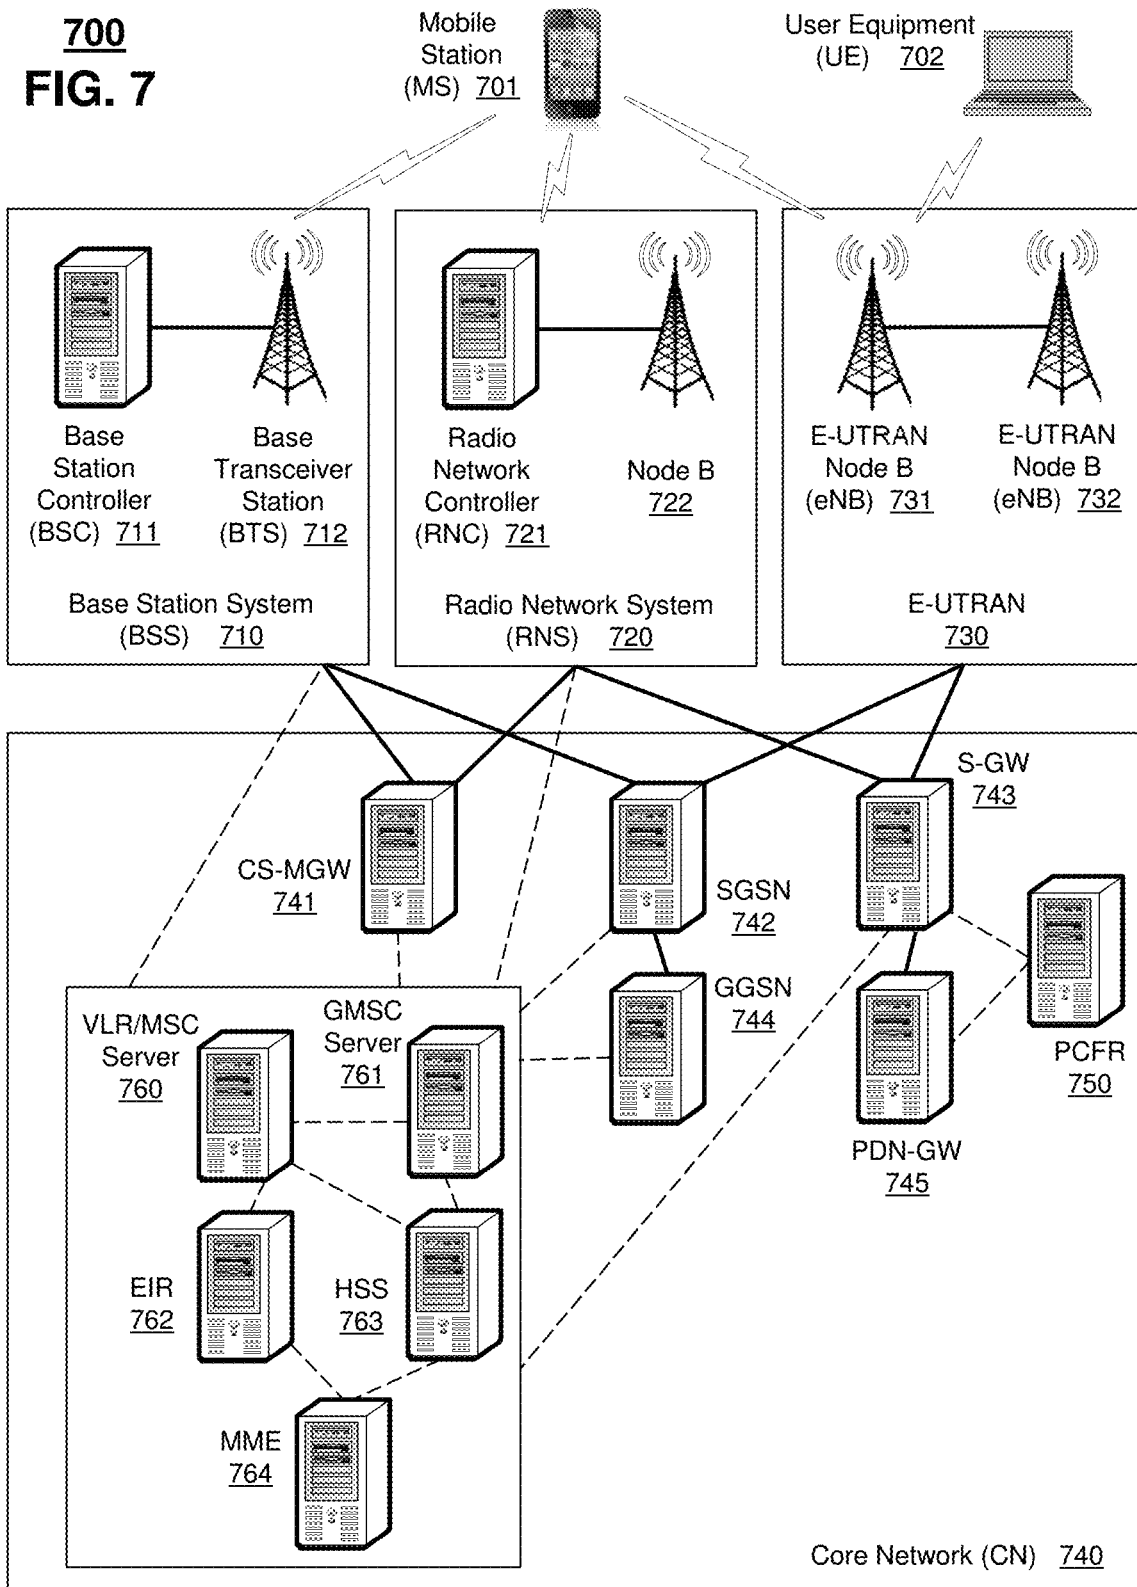 700
FIG. 7
Mobile
Station
(MS) 701
User Equipment
(UE) 702
Base
Station
Controller
(BSC) 711
Base
Transceiver
Station
(BTS) 712
Base Station System
(BSS) 710
Radio
Network
Controller
(RNC) 721
Node B
722
Radio Network System
(RNS) 720
E-UTRAN
Node B
(eNB) 731
E-UTRAN
Node B
(eNB) 732
E-UTRAN
730
CS-MGW
741
SGSN
742
S-GW
743
GGSN
744
PDN-GW
745
PCFR
750
VLR/MSC
Server
760
GMSC
Server
761
EIR
762
HSS
763
MME
764
Core Network (CN) 740